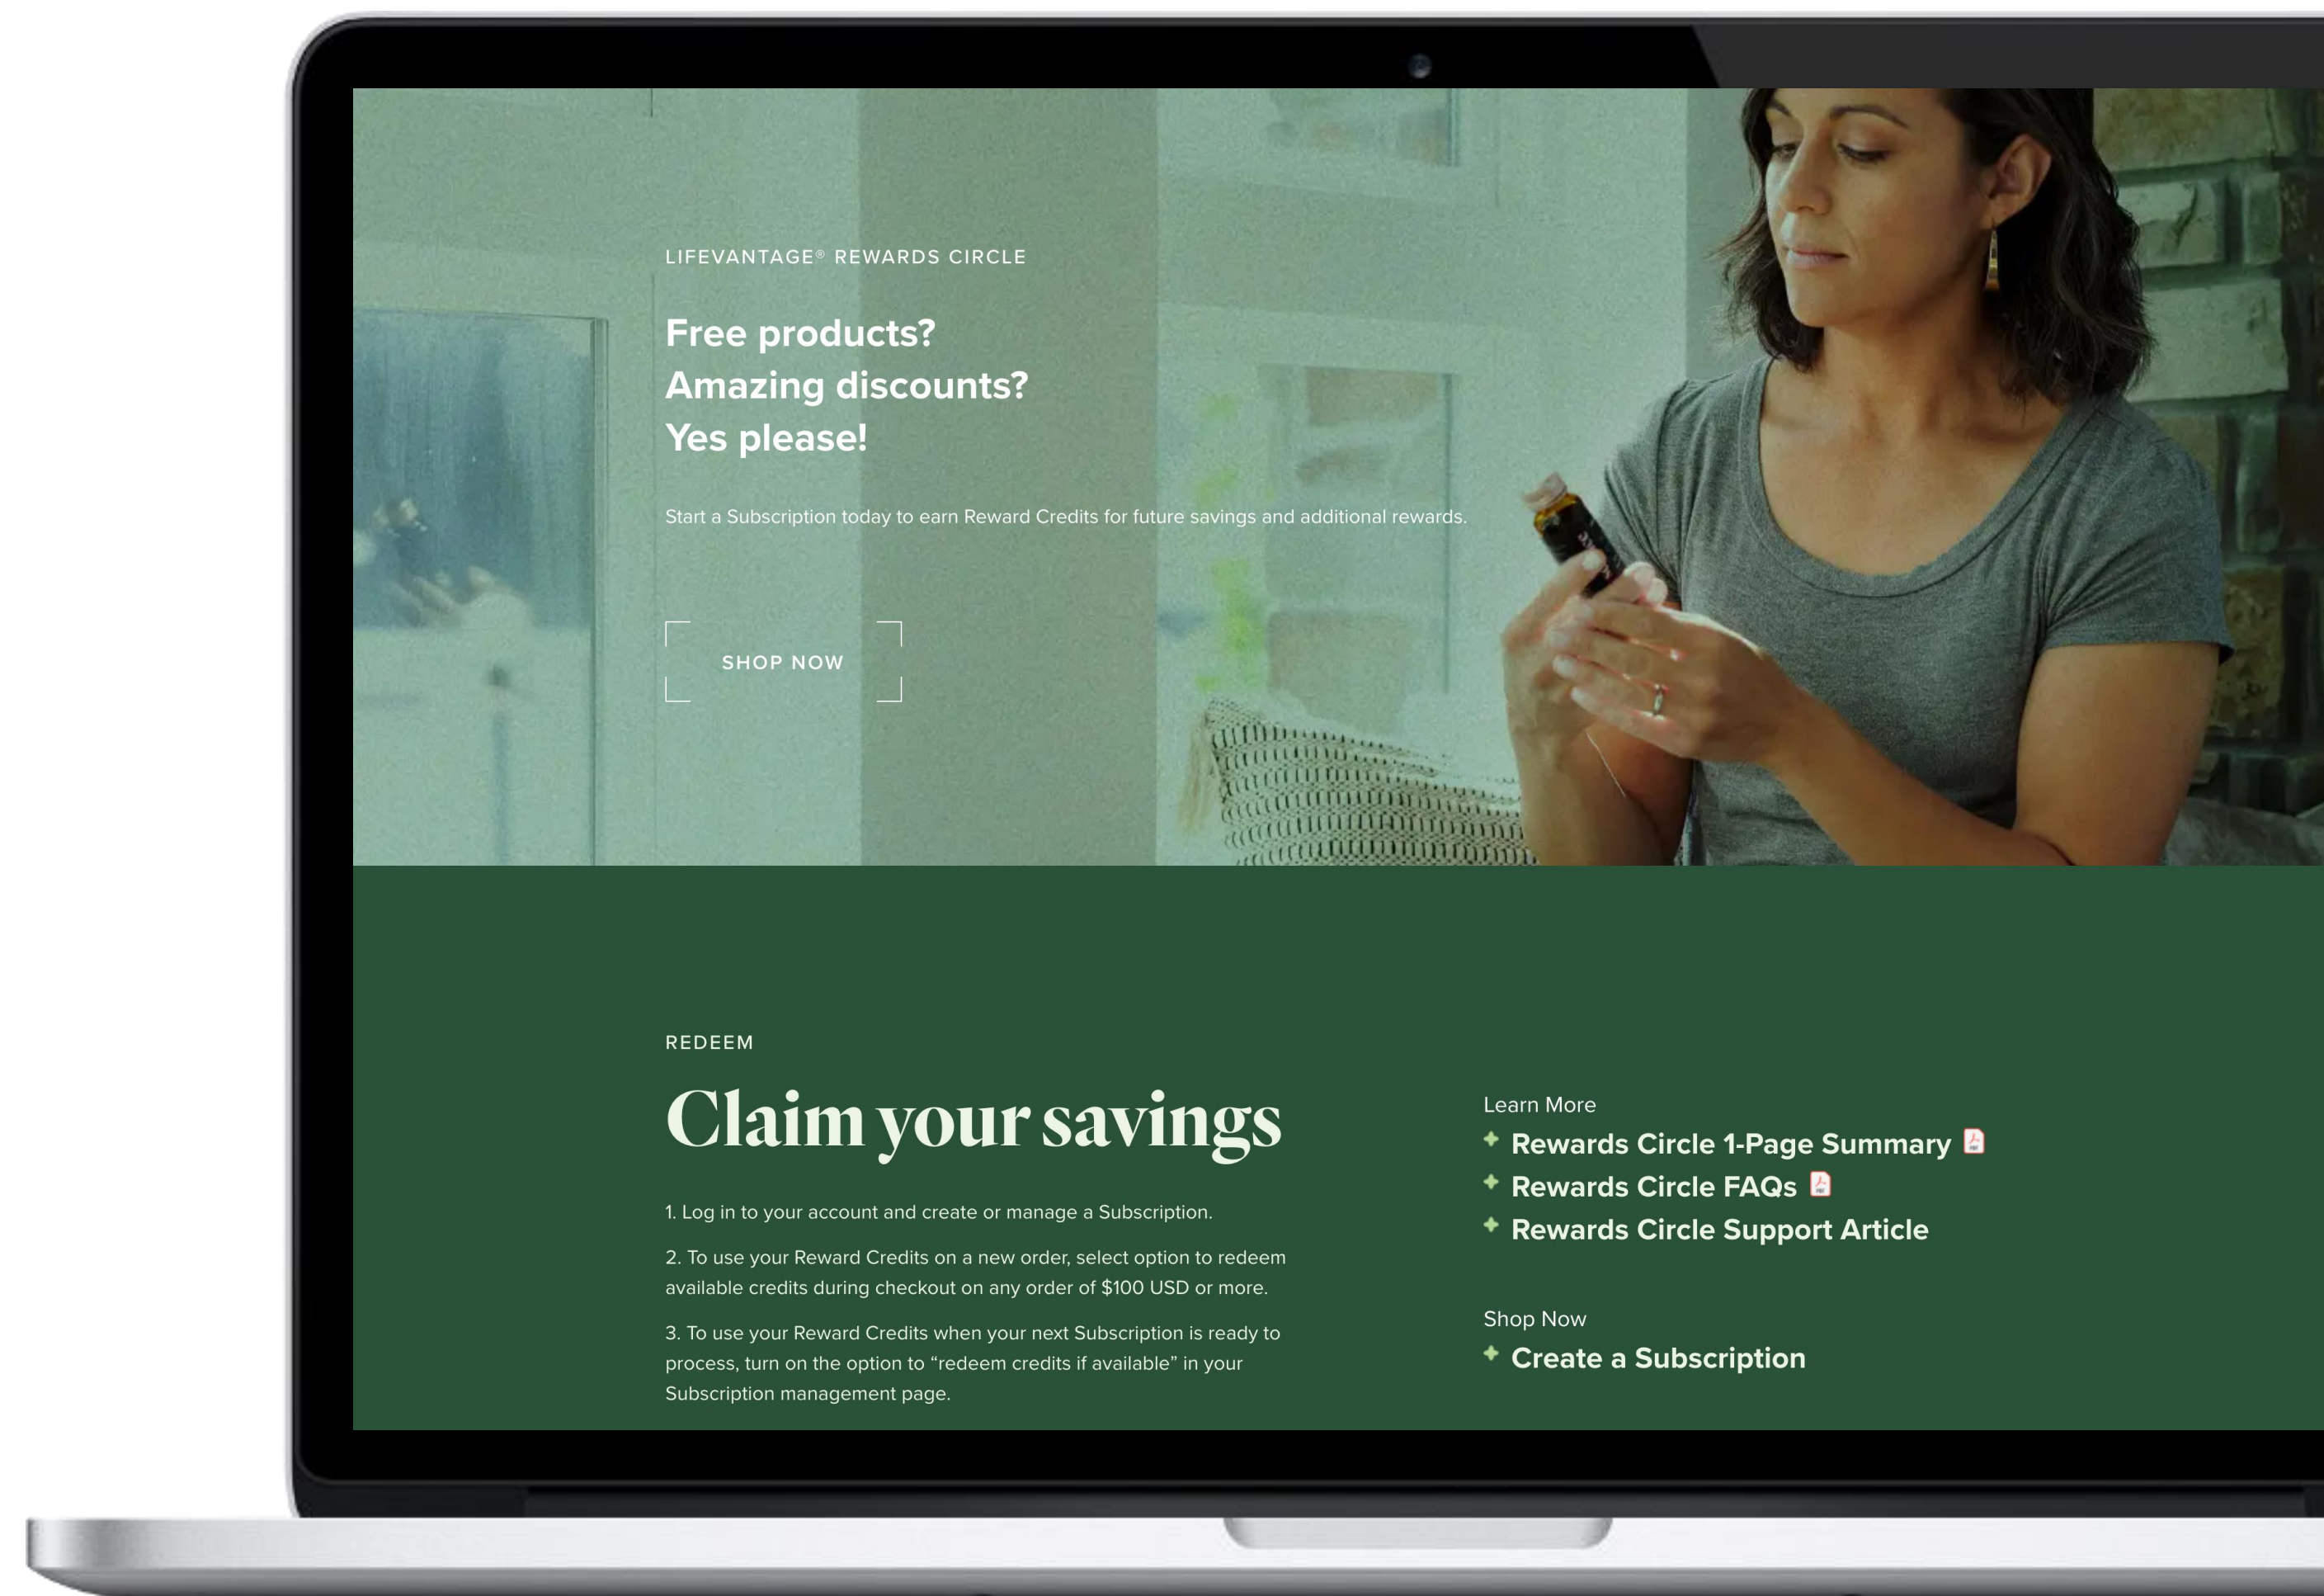 LIFEVANTAGE® REWARDS CIRCLE
Free products?
Amazing discounts?
Yes please!
Start a Subscription today to earn Reward Credits for future savings and additional rewards.
SHOP NOW
REDEEM
Claim your savings
1. Log in to your account and create or manage a Subscription.
2. To use your Reward Credits on a new order, select option to redeem
available credits during checkout on any order of $100 USD or more.
3. To use your Reward Credits when your next Subscription is ready to
process, turn on the option to “redeem credits if available” in your
Subscription management page.
Learn More
Rewards Circle 1-Page Summary
Rewards Circle FAQs
Rewards Circle Support Article
Shop Now
Create a Subscription